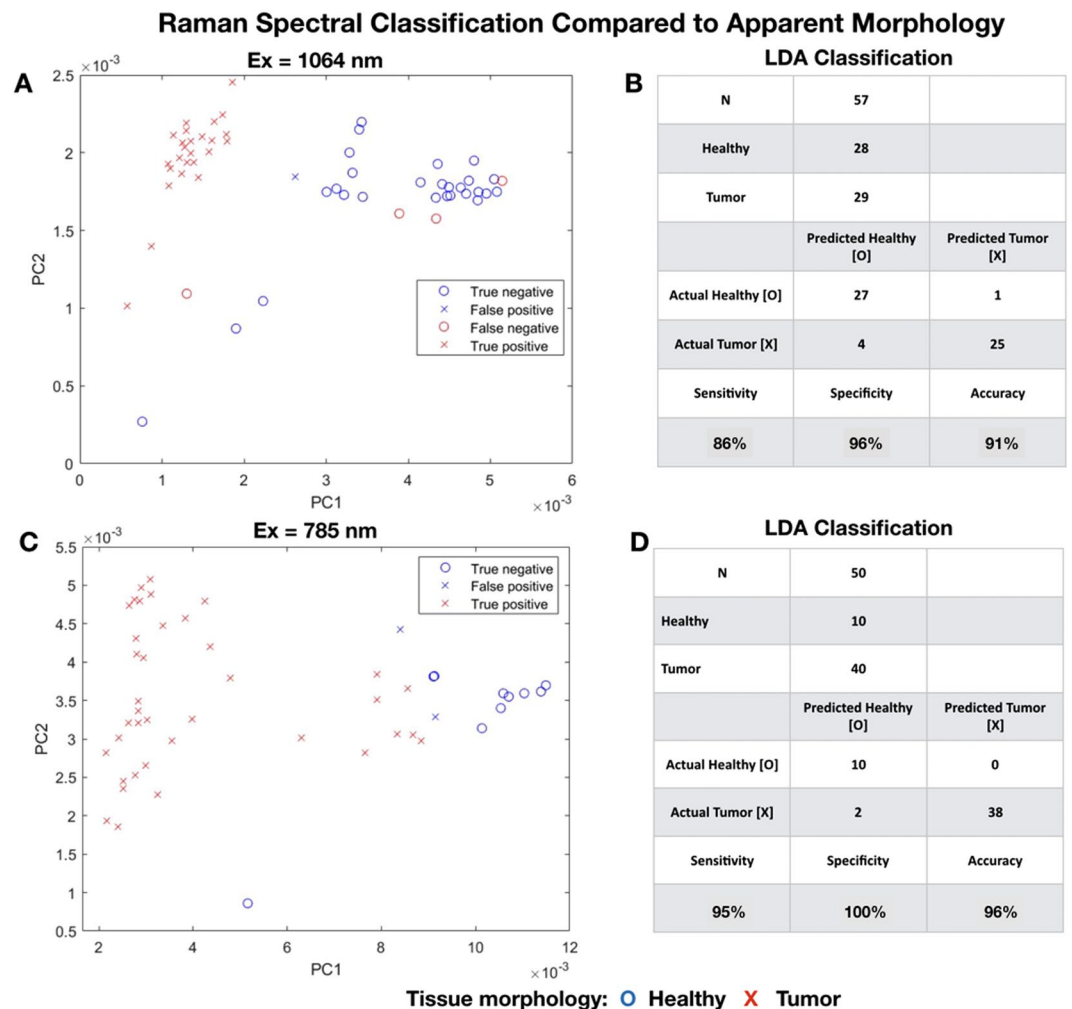 Raman Spectral Classification Compared to Apparent Morphology
A
Ex = 1064 nm
×10⁻³
2.5
2
1.5
1
0.5
0
PC2
0 1 2 3 4 5 6
PC1
×10⁻³
True negative
False positive
False negative
True positive
B
LDA Classification
N 57
Healthy 28
Tumor 29
Predicted Healthy Predicted Tumor
[O] [X]
Actual Healthy [O] 27 1
Actual Tumor [X] 4 25
Sensitivity Specificity Accuracy
86% 96% 91%
C
Ex = 785 nm
×10⁻³
5.5
5
4.5
4
3.5
3
2.5
2
1.5
1
0.5
PC2
2 4 6 8 10 12
PC1
×10⁻³
True negative
False positive
True positive
D
LDA Classification
N 50
Healthy 10
Tumor 40
Predicted Healthy Predicted Tumor
[O] [X]
Actual Healthy [O] 10 0
Actual Tumor [X] 2 38
Sensitivity Specificity Accuracy
95% 100% 96%
Tissue morphology: O Healthy X Tumor